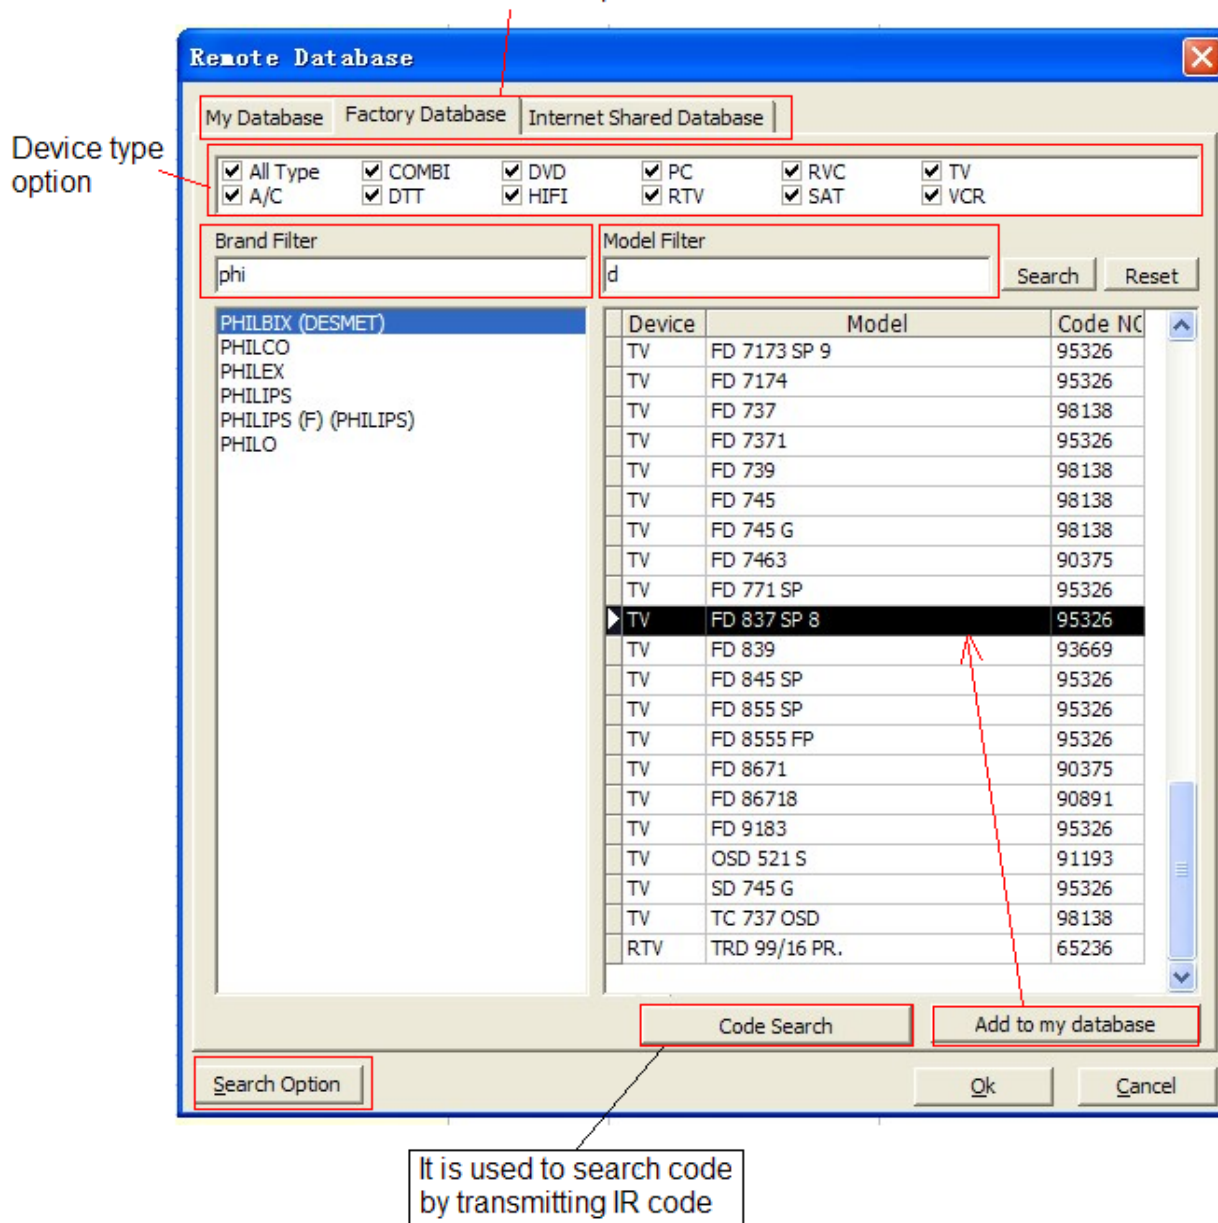 Remote Database
My Database Factory Database Internet Shared Database
Device type
option
All Type COMBI DVD PC RVC TV
A/C DTT HIFI RTV SAT VCR
Brand Filter Model Filter
phi d Search Reset
PHILBIX (DESMET)
PHILCO
PHILEX
PHILIPS
PHILIPS (F) (PHILIPS)
PHILO
Device Model Code NO
TV FD 7173 SP 9 95326
TV FD 7174 95326
TV FD 737 98138
TV FD 7371 95326
TV FD 739 98138
TV FD 745 98138
TV FD 745 G 98138
TV FD 7463 90375
TV FD 771 SP 95326
TV FD 837 SP 8 95326
TV FD 839 93669
TV FD 845 SP 95326
TV FD 855 SP 95326
TV FD 8555 FP 95326
TV FD 8671 90375
TV FD 86718 90891
TV FD 9183 95326
TV OSD 521 S 91193
TV SD 745 G 95326
TV TC 737 OSD 98138
RTV TRD 99/16 PR. 65236
Code Search Add to my database
Search Option Ok Cancel
It is used to search code
by transmitting IR code